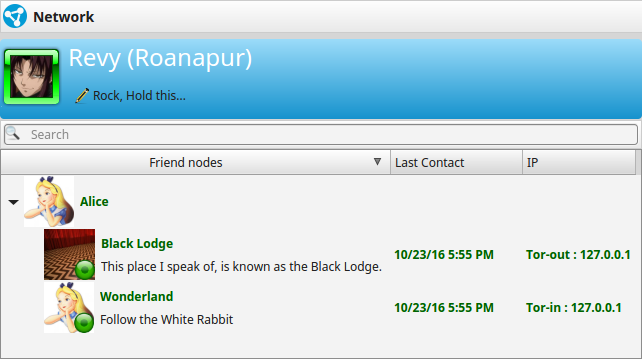 Network
Revy (Roanapur)
Rock, Hold this...
Search
Friend nodes Last Contact IP
Alice
Black Lodge
This place I speak of, is known as the Black Lodge.
10/23/16 5:55 PM Tor-out : 127.0.0.1
Wonderland
Follow the White Rabbit
10/23/16 5:55 PM Tor-in : 127.0.0.1